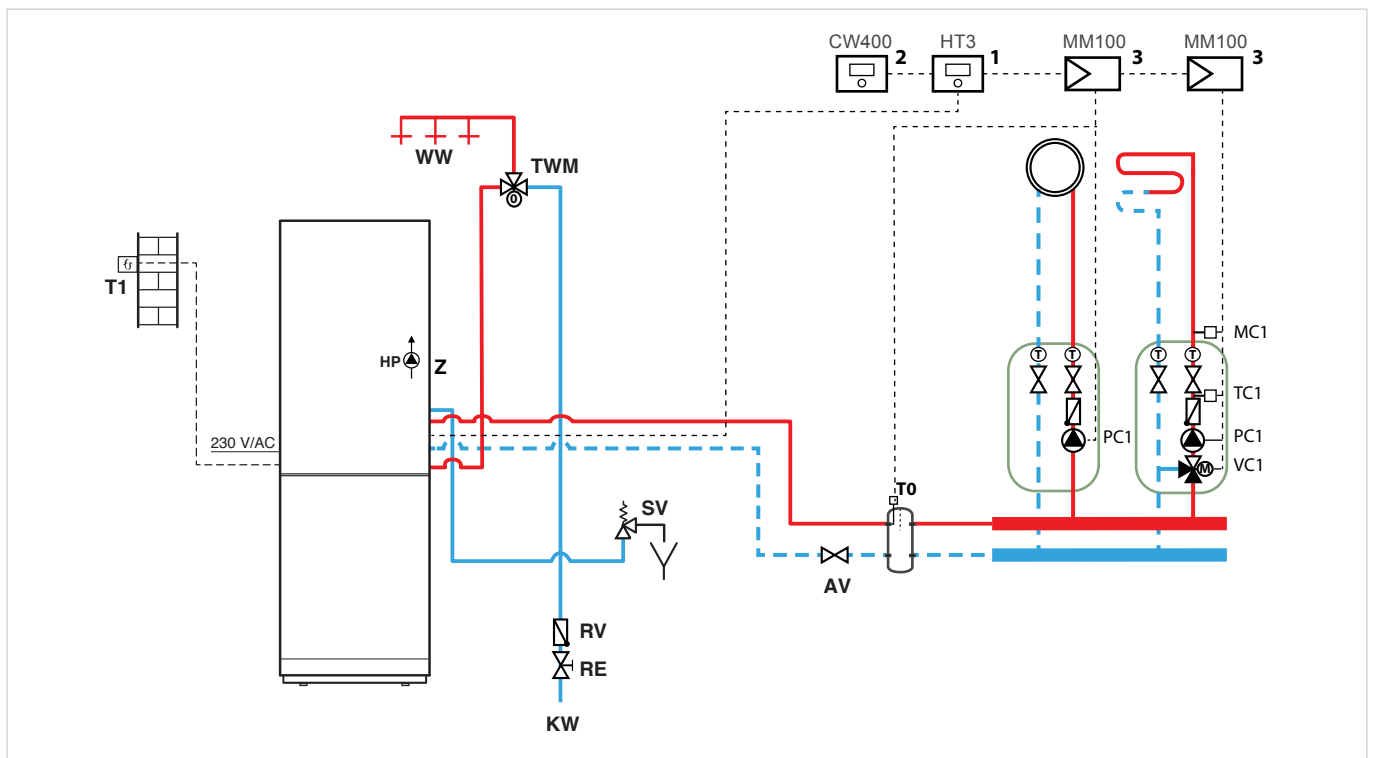 CW400 HT3 MM100 MM100
2 1 3 3
WW
TWM
T1
HP Z
MC1
T T T T
TC1
230 V/AC
PC1 PC1
VC1
M
T0
SV
AV
RV
RE
KW